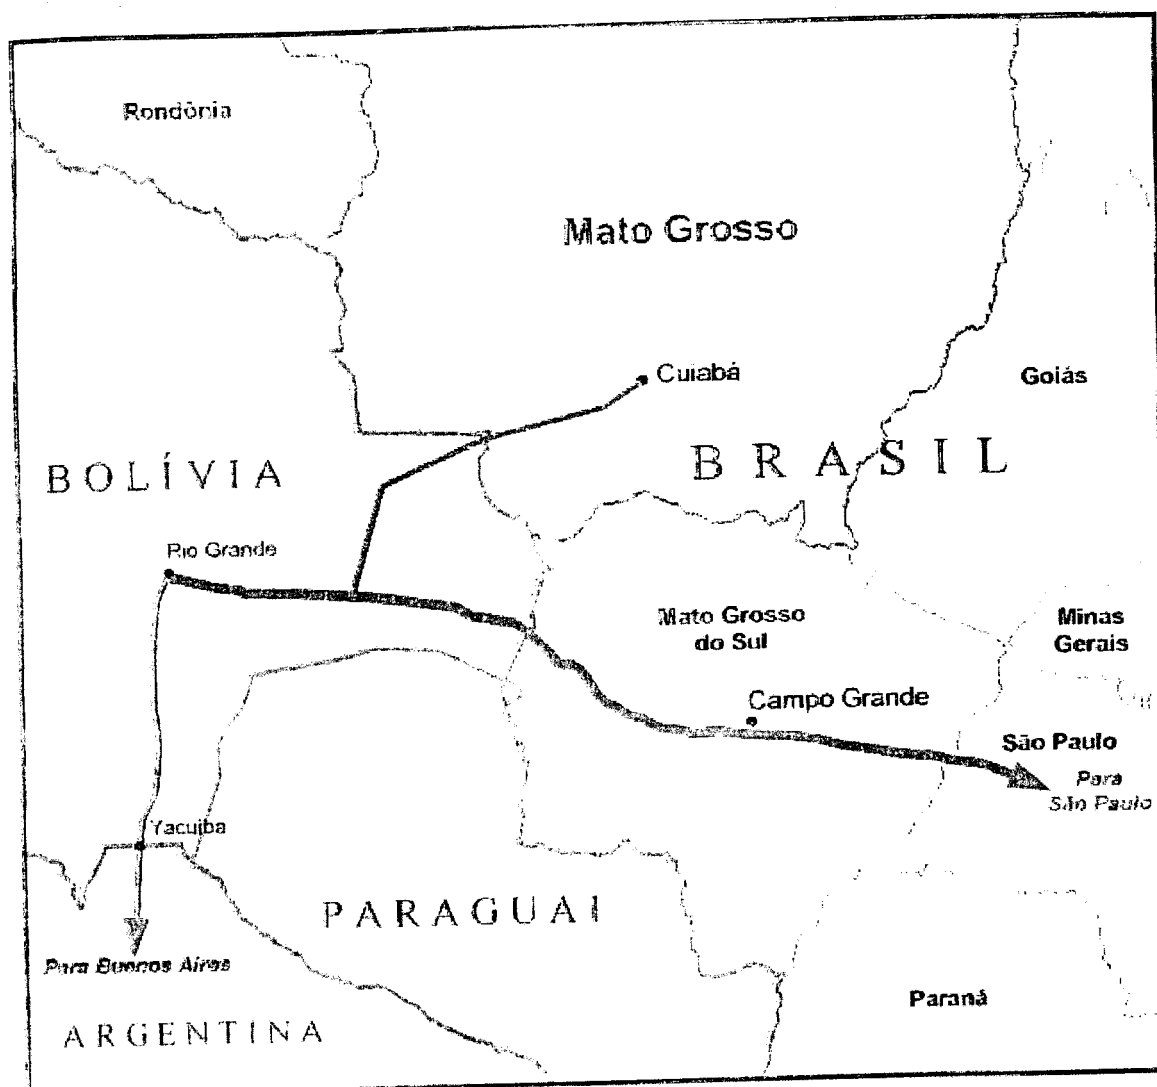 Rondônia
Mato Grosso
Cuiabá
Goiás
BOLÍVIA
BRASIL
Rio Grande
Mato Grosso
do Sul
Minas
Gerais
Campo Grande
São Paulo
Para
São Paulo
Yacuiba
PARAGUAI
Para Buenos Aires
Paraná
ARGENTINA